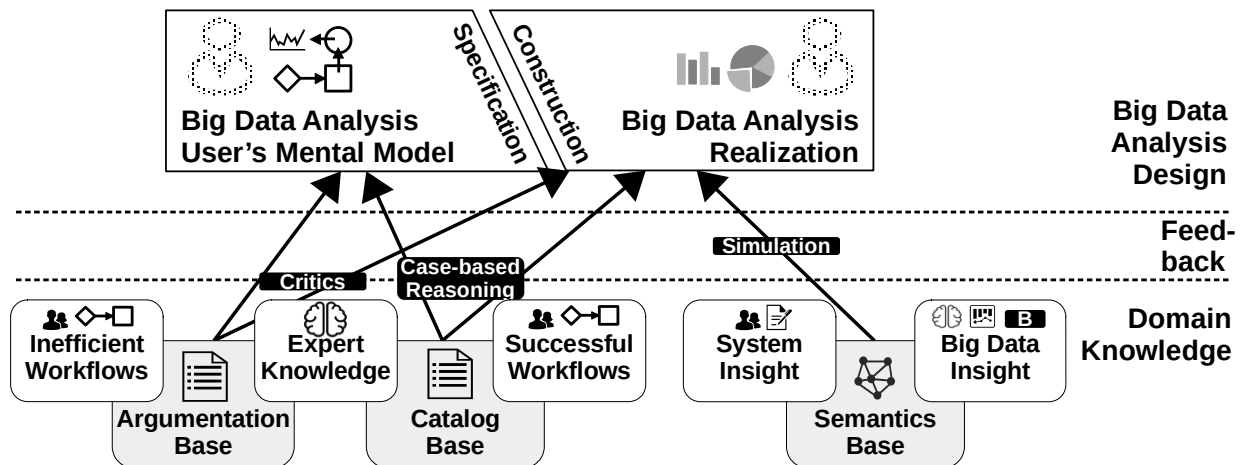 Specification
Construction
Big Data Analysis
User's Mental Model
Big Data Analysis
Realization
Big Data
Analysis
Design
Simulation
Feed-
back
Critics
Case-based
Reasoning
Inefficient
Workflows
Expert
Knowledge
Successful
Workflows
System
Insight
B
Big Data
Insight
Domain
Knowledge
Argumentation
Base
Catalog
Base
Semantics
Base